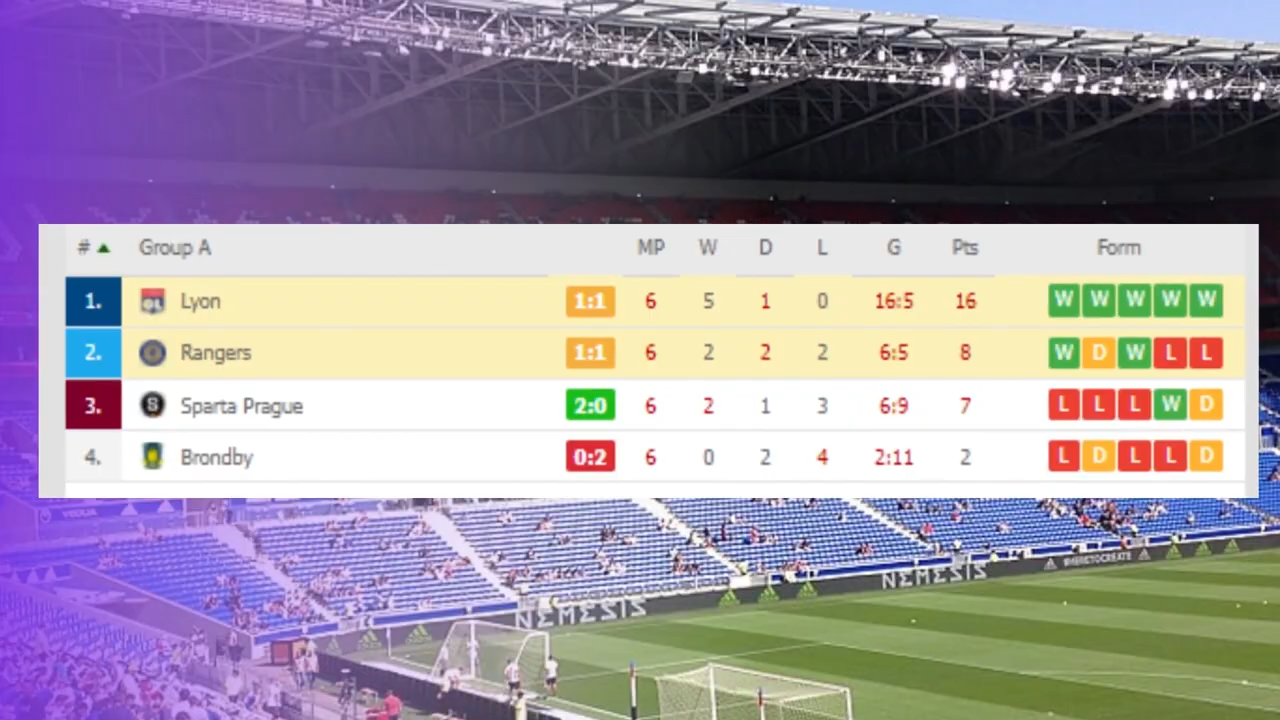 # Group A MP W D L G Pts Form
1. Lyon 1:1 6 5 1 0 16:5 16 W W W W W
2. Rangers 1:1 6 2 2 2 6:5 8 W D W L L
3. Sparta Prague 2:0 6 2 1 3 6:9 7 L L L W D
4. Brondby 0:2 6 0 2 4 2:11 2 L D L L D
#HERETOCREATE
NEMESIS
NEMESIS